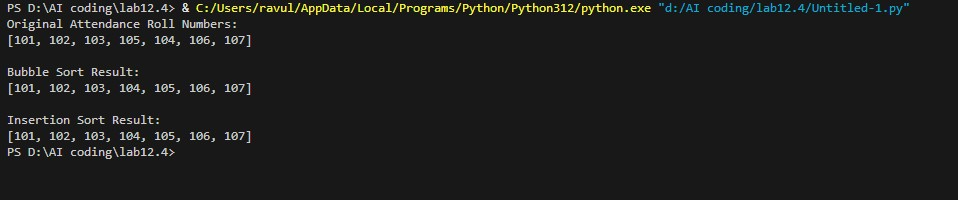 PS D:\AI coding\lab12.4> & C:/Users/ravul/AppData/Local/Programs/Python/Python312/python.exe "d:/AI coding/lab12.4/Untitled-1.py"
Original Attendance Roll Numbers:
[101, 102, 103, 105, 104, 106, 107]
Bubble Sort Result:
[101, 102, 103, 104, 105, 106, 107]
Insertion Sort Result:
[101, 102, 103, 104, 105, 106, 107]
PS D:\AI coding\lab12.4>